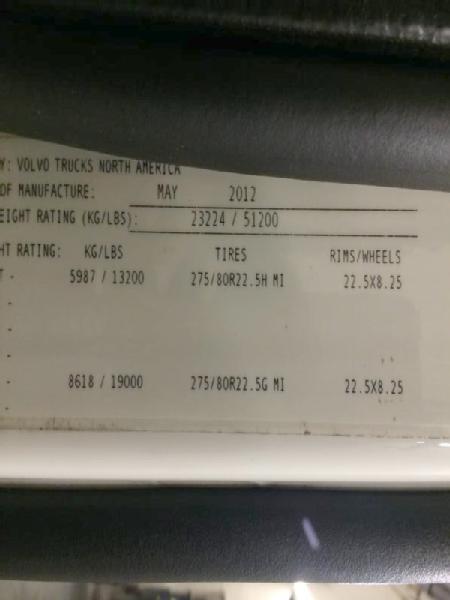 Y: VOLVO TRUCKS NORTH AMERICA
OF MANUFACTURE: MAY 2012
EIGHT RATING (KG/LBS): 23224 / 51200
HT RATING: KG/LBS TIRES RIMS/WHEELS
T - 5987 / 13200 275/80R22.5H MI 22.5X8.25
-
-
-
- 8618 / 19000 275/80R22.5G MI 22.5X8.25
-